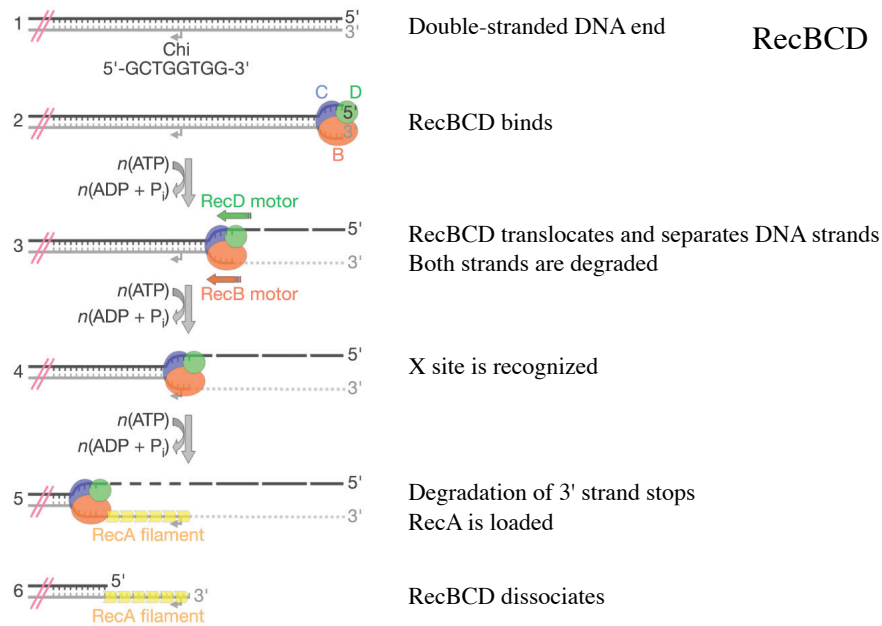 RecBCD
1
5'
3'
Double-stranded DNA end
Chi
5'-GCTGGTGG-3'
C D
2
5'
3'
B
RecBCD binds
n(ATP)
n(ADP + Pi)
RecD motor
3
5'
3'
RecBCD translocates and separates DNA strands
Both strands are degraded
RecB motor
n(ATP)
n(ADP + Pi)
4
5'
3'
X site is recognized
n(ATP)
n(ADP + Pi)
5
5'
3'
Degradation of 3' strand stops
RecA is loaded
RecA filament
6
5'
3'
RecBCD dissociates
RecA filament